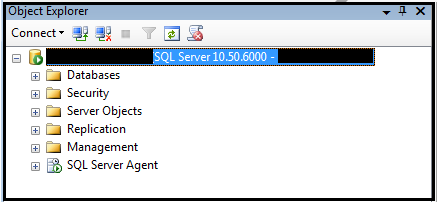 Object Explorer
Connect
SQL Server 10.50.6000 -
Databases
Security
Server Objects
Replication
Management
SQL Server Agent